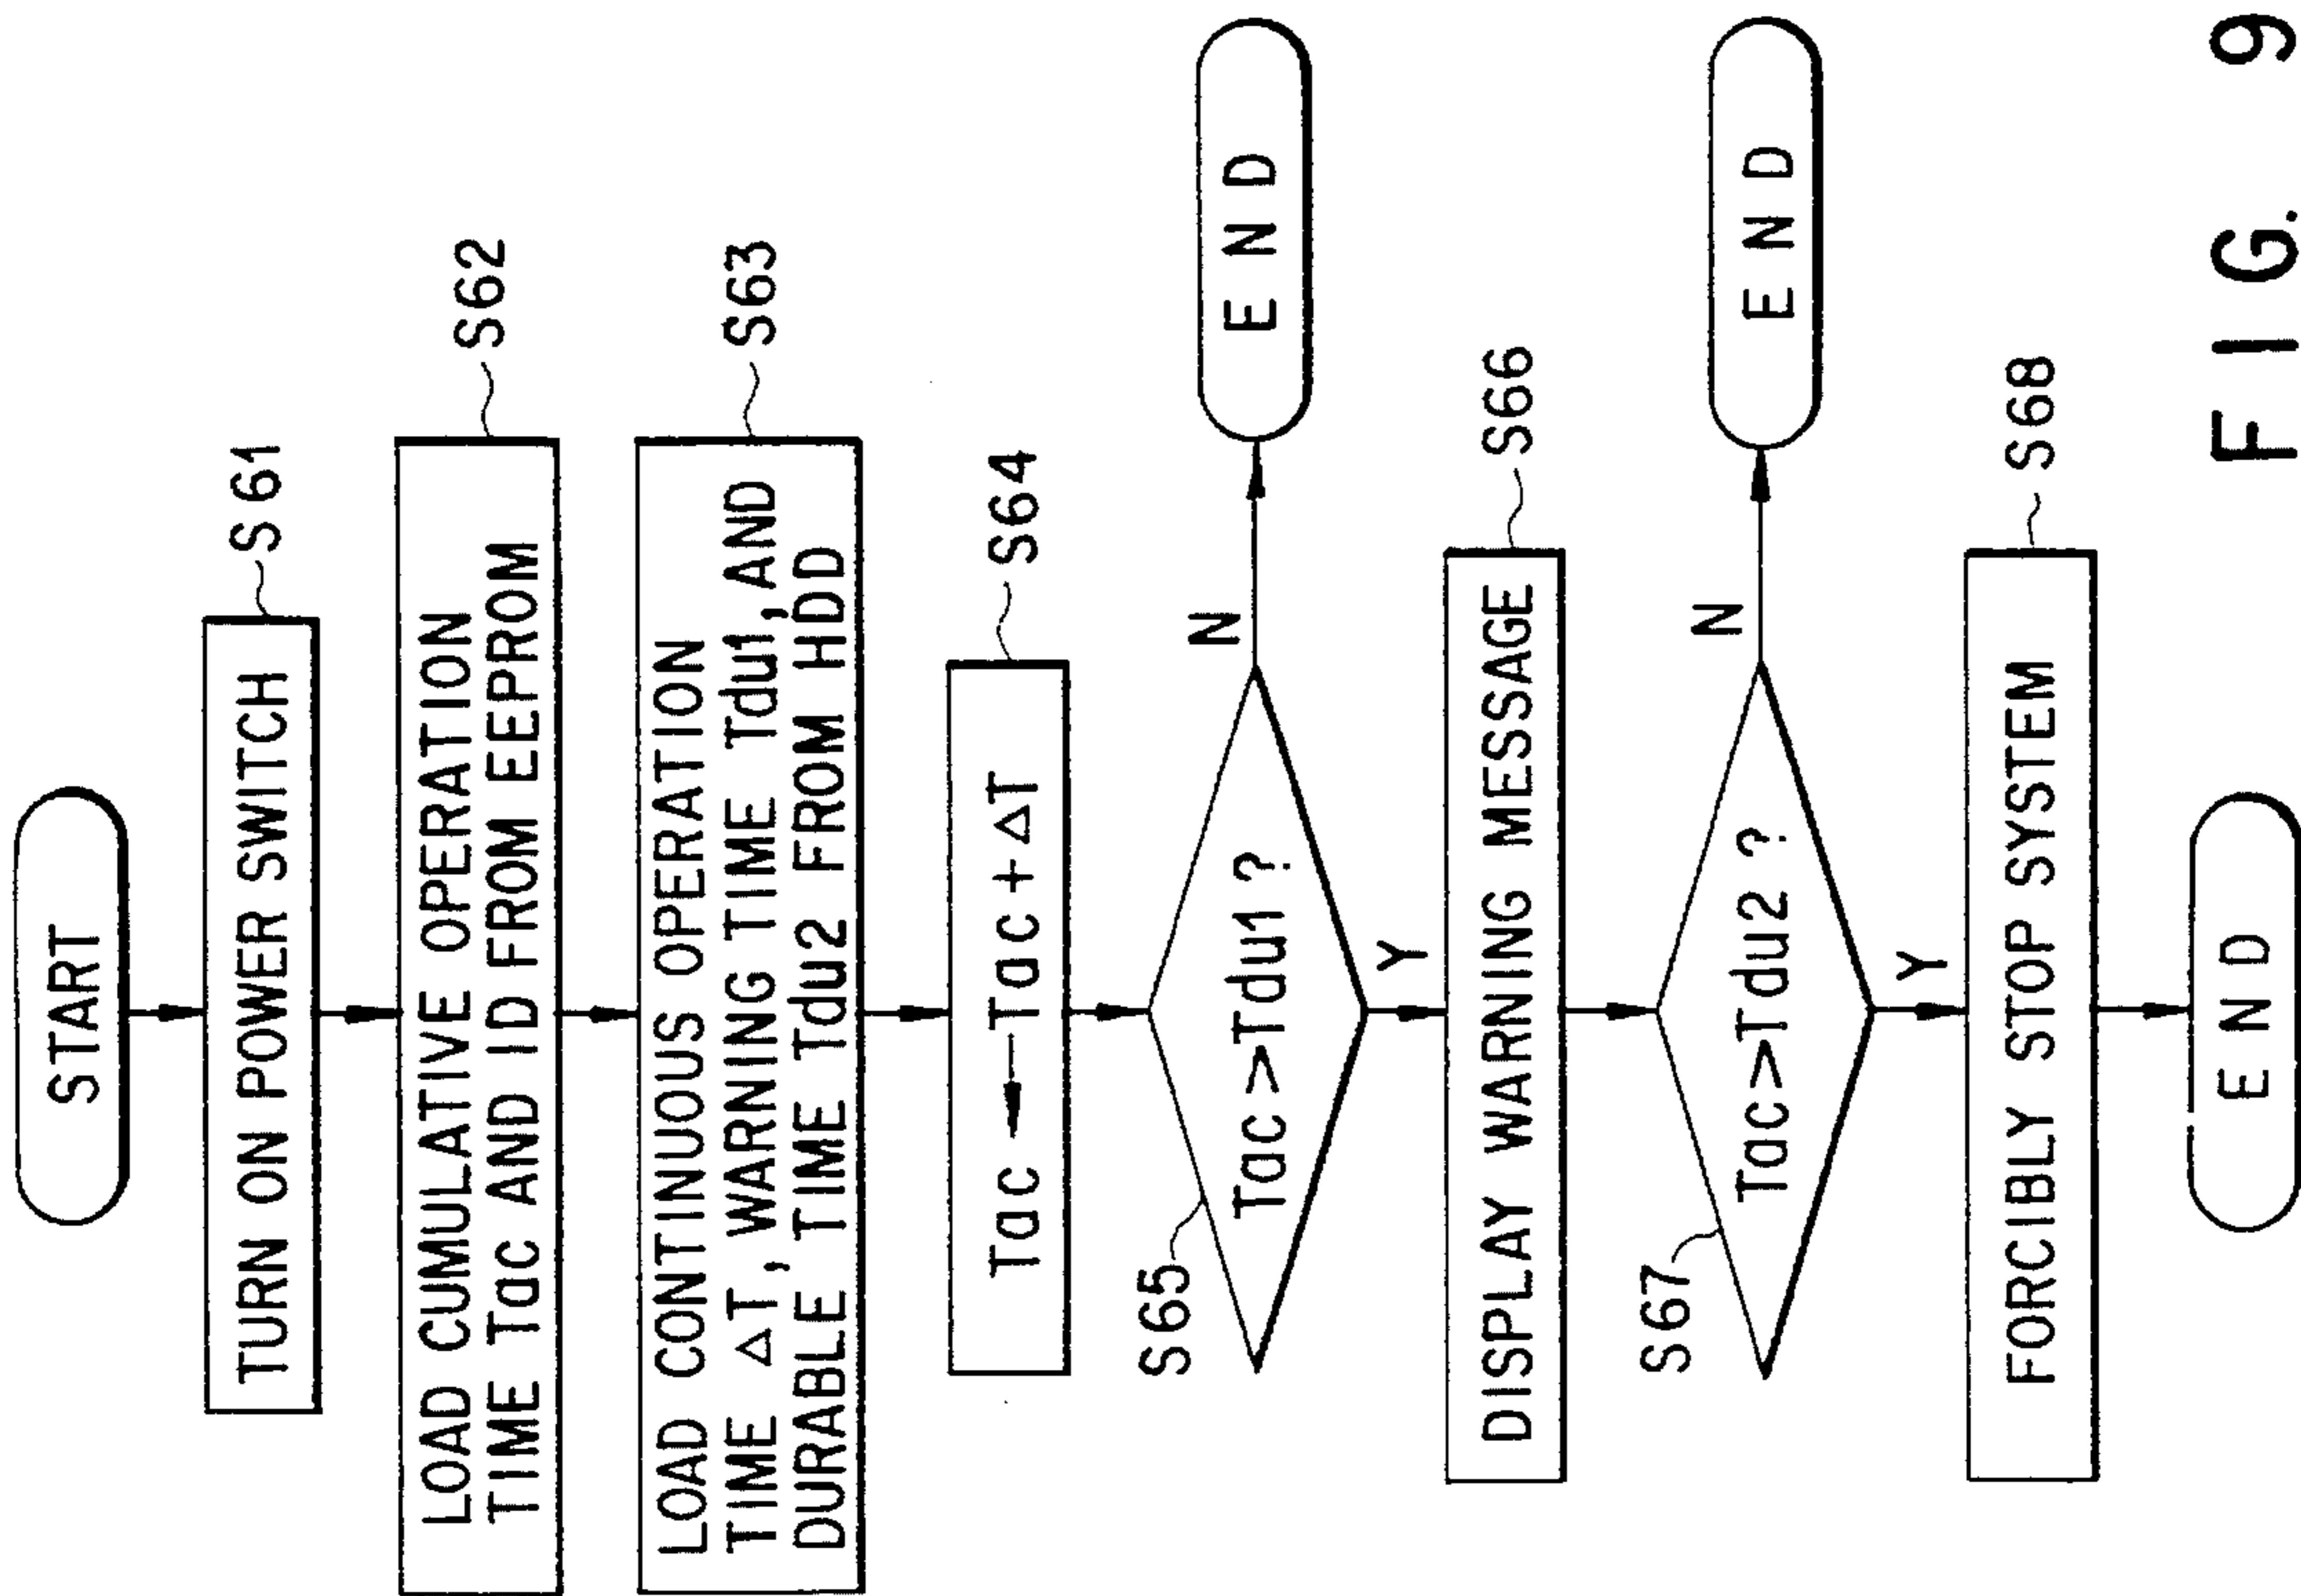 START
TURN ON POWER SWITCH
S61
LOAD CUMULATIVE OPERATION
TIME Tac AND ID FROM EEPROM
S62
LOAD CONTINUOUS OPERATION
TIME ΔT, WARNING TIME Tdu1, AND
DURABLE TIME Tdu2 FROM HDD
S63
Tac ← Tac + ΔT
S64
S65
Tac > Tdu1 ?
N
END
Y
DISPLAY WARNING MESSAGE
S66
S67
Tac > Tdu2 ?
N
END
Y
FORCIBLY STOP SYSTEM
S68
END
FIG. 9